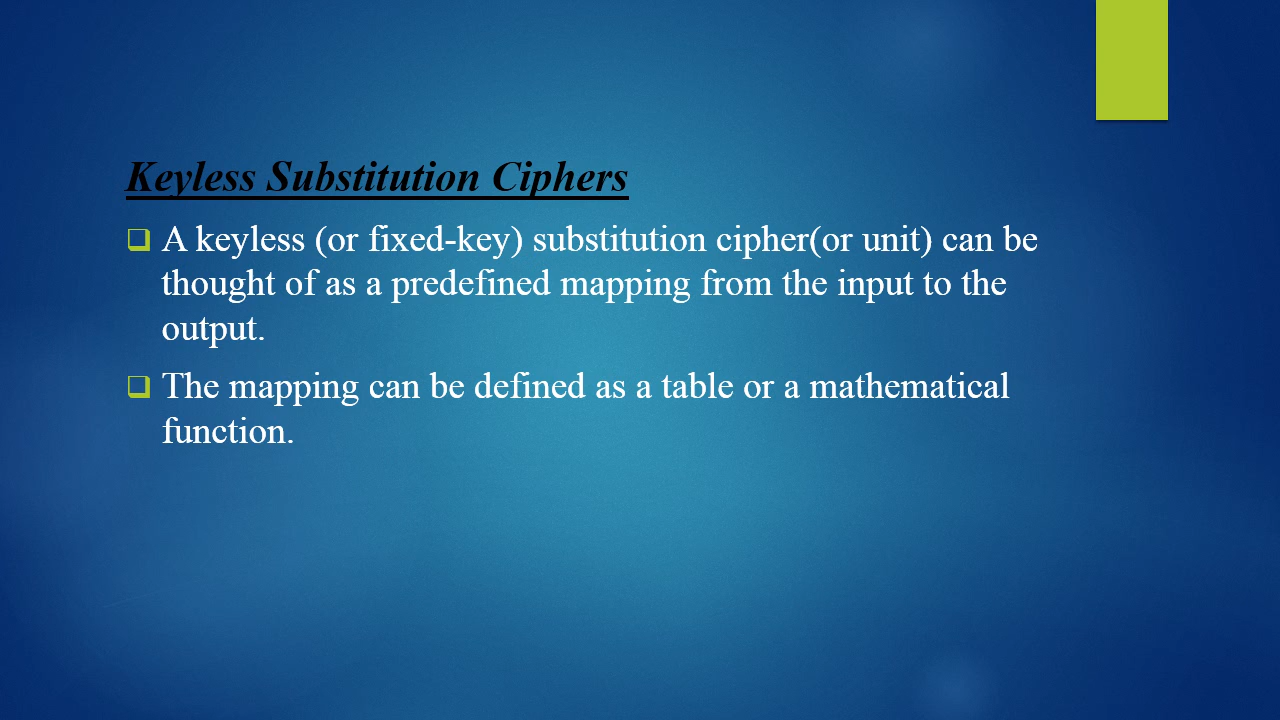 Keyless Substitution Ciphers
A keyless (or fixed-key) substitution cipher(or unit) can be
thought of as a predefined mapping from the input to the
output.
The mapping can be defined as a table or a mathematical
function.